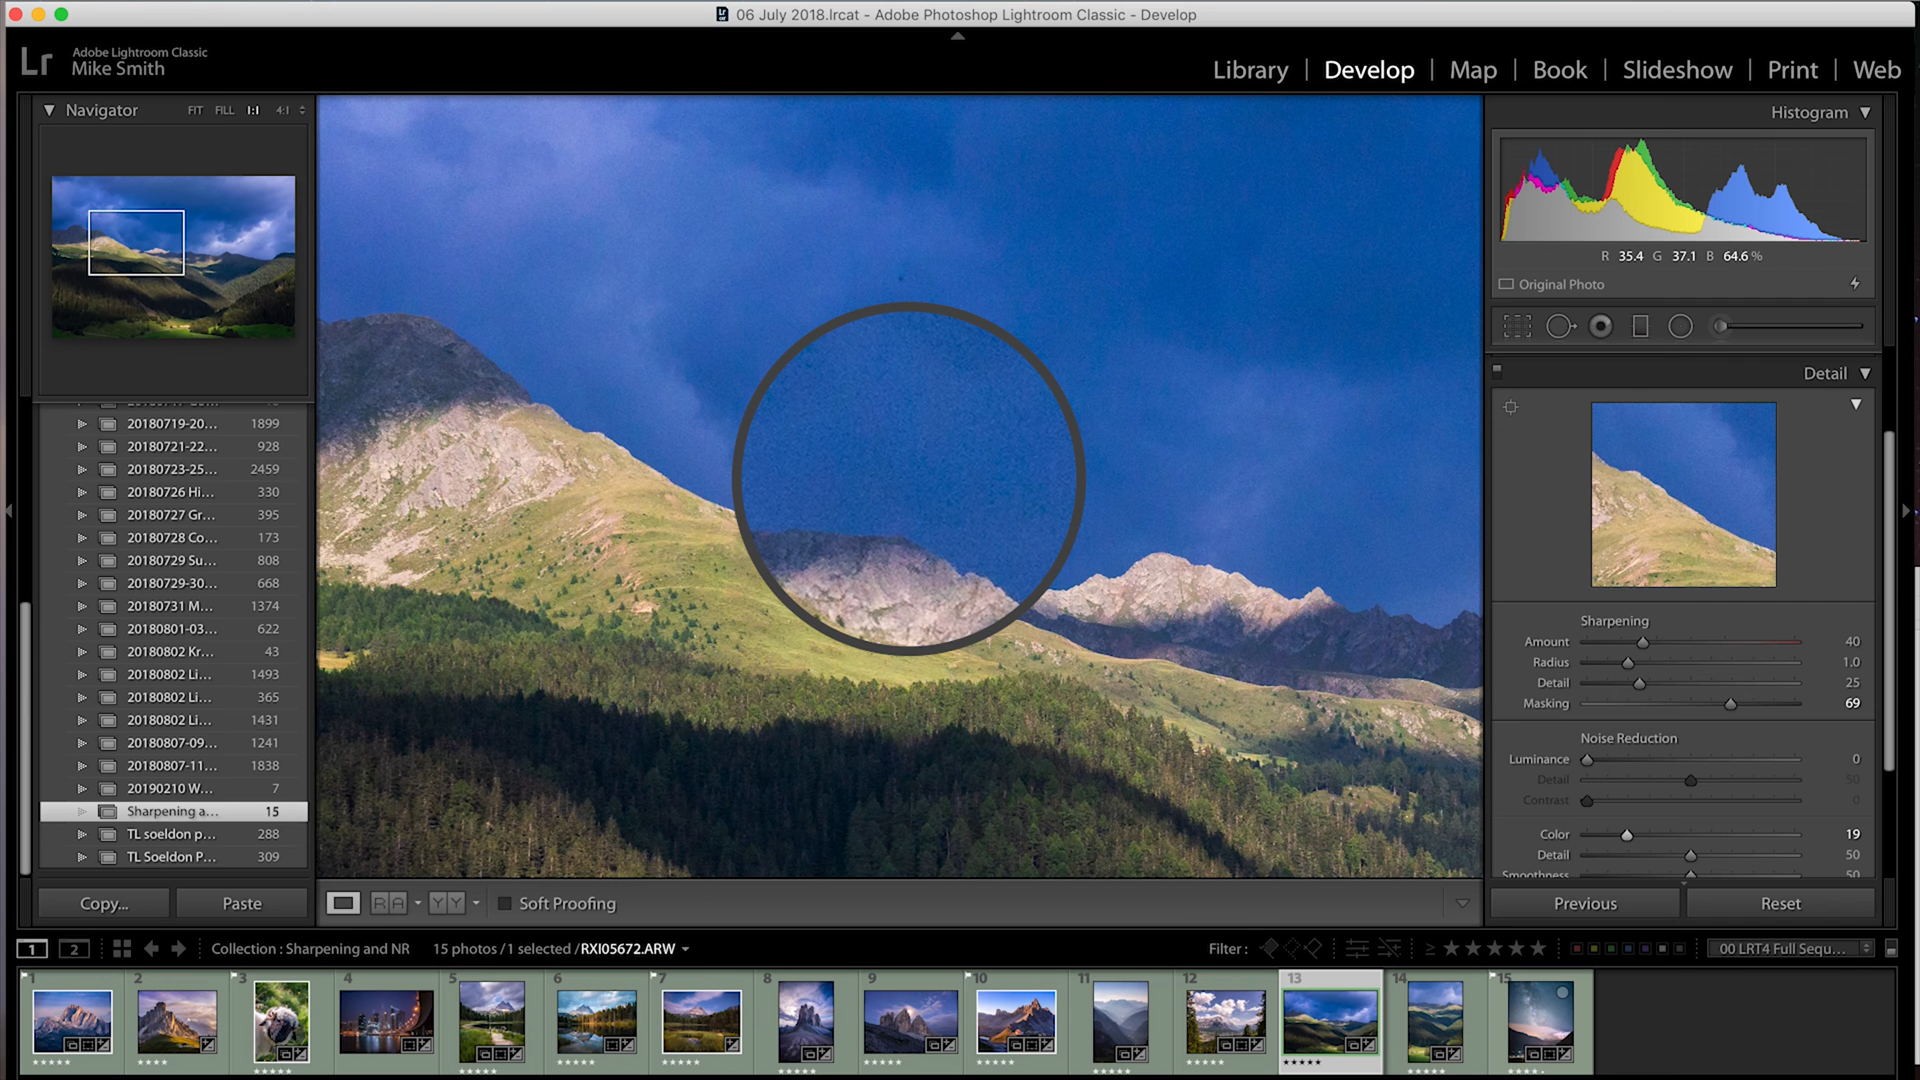 06 July 2018.lrcat - Adobe Photoshop Lightroom Classic - Develop
Lr
Adobe Lightroom Classic
Mike Smith
Library | Develop | Map | Book | Slideshow | Print | Web
Navigator FIT FILL 1:1 4:1
20180719-20... 1899
20180721-22... 928
20180723-25... 2459
20180726 Hi... 330
20180727 Gr... 395
20180728 Co... 173
20180729 Su... 808
20180729-30... 668
20180731 M... 1374
20180801-03... 622
20180802 Kr... 43
20180802 Li... 1493
20180802 Li... 365
20180802 Li... 1431
20180807-09... 1241
20180807-11... 1838
20190210 W... 7
Sharpening a... 15
TL soeldon p... 288
TL Soeldon P... 309
Copy... Paste
R A Y Y Soft Proofing
Histogram
R 35.4 G 37.1 B 64.6 %
Original Photo
Detail
Sharpening
Amount 40
Radius 1.0
Detail 25
Masking 69
Noise Reduction
Luminance 0
Detail 50
Contrast 0
Color 19
Detail 50
Smoothness 50
Previous Reset
1 2 Collection : Sharpening and NR 15 photos / 1 selected / RXI05672.ARW Filter : ≥ ★★★★★ 00 LRT4 Full Sequ...
1 2 3 4 5 6 7 8 9 10 11 12 13 14 15